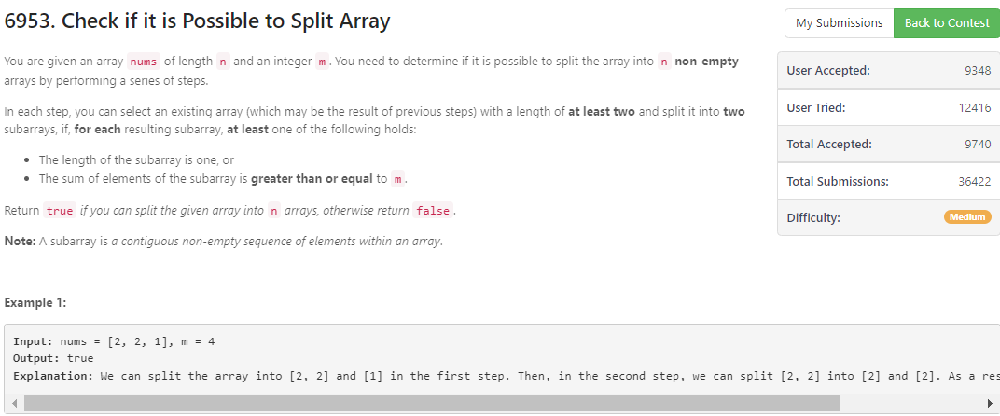 6953. Check if it is Possible to Split Array
My Submissions
Back to Contest
You are given an array nums of length n and an integer m. You need to determine if it is possible to split the array into n non-empty
arrays by performing a series of steps.
In each step, you can select an existing array (which may be the result of previous steps) with a length of at least two and split it into two
subarrays, if, for each resulting subarray, at least one of the following holds:
• The length of the subarray is one, or
• The sum of elements of the subarray is greater than or equal to m.
Return true if you can split the given array into n arrays, otherwise return false.
Note: A subarray is a contiguous non-empty sequence of elements within an array.
User Accepted: 9348
User Tried: 12416
Total Accepted: 9740
Total Submissions: 36422
Difficulty: Medium
Example 1:
Input: nums = [2, 2, 1], m = 4
Output: true
Explanation: We can split the array into [2, 2] and [1] in the first step. Then, in the second step, we can split [2, 2] into [2] and [2]. As a